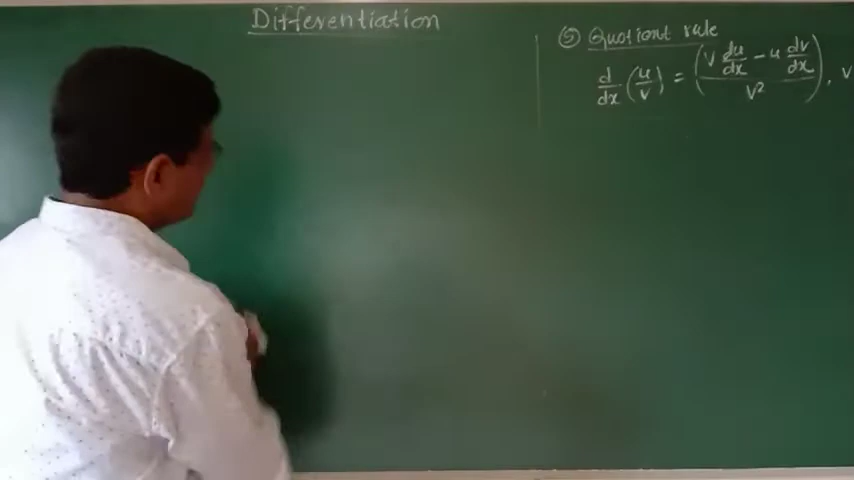 Differentiation
⑤ Quotient rule
d/dx (u/v) = (v du/dx - u dv/dx / v²), v